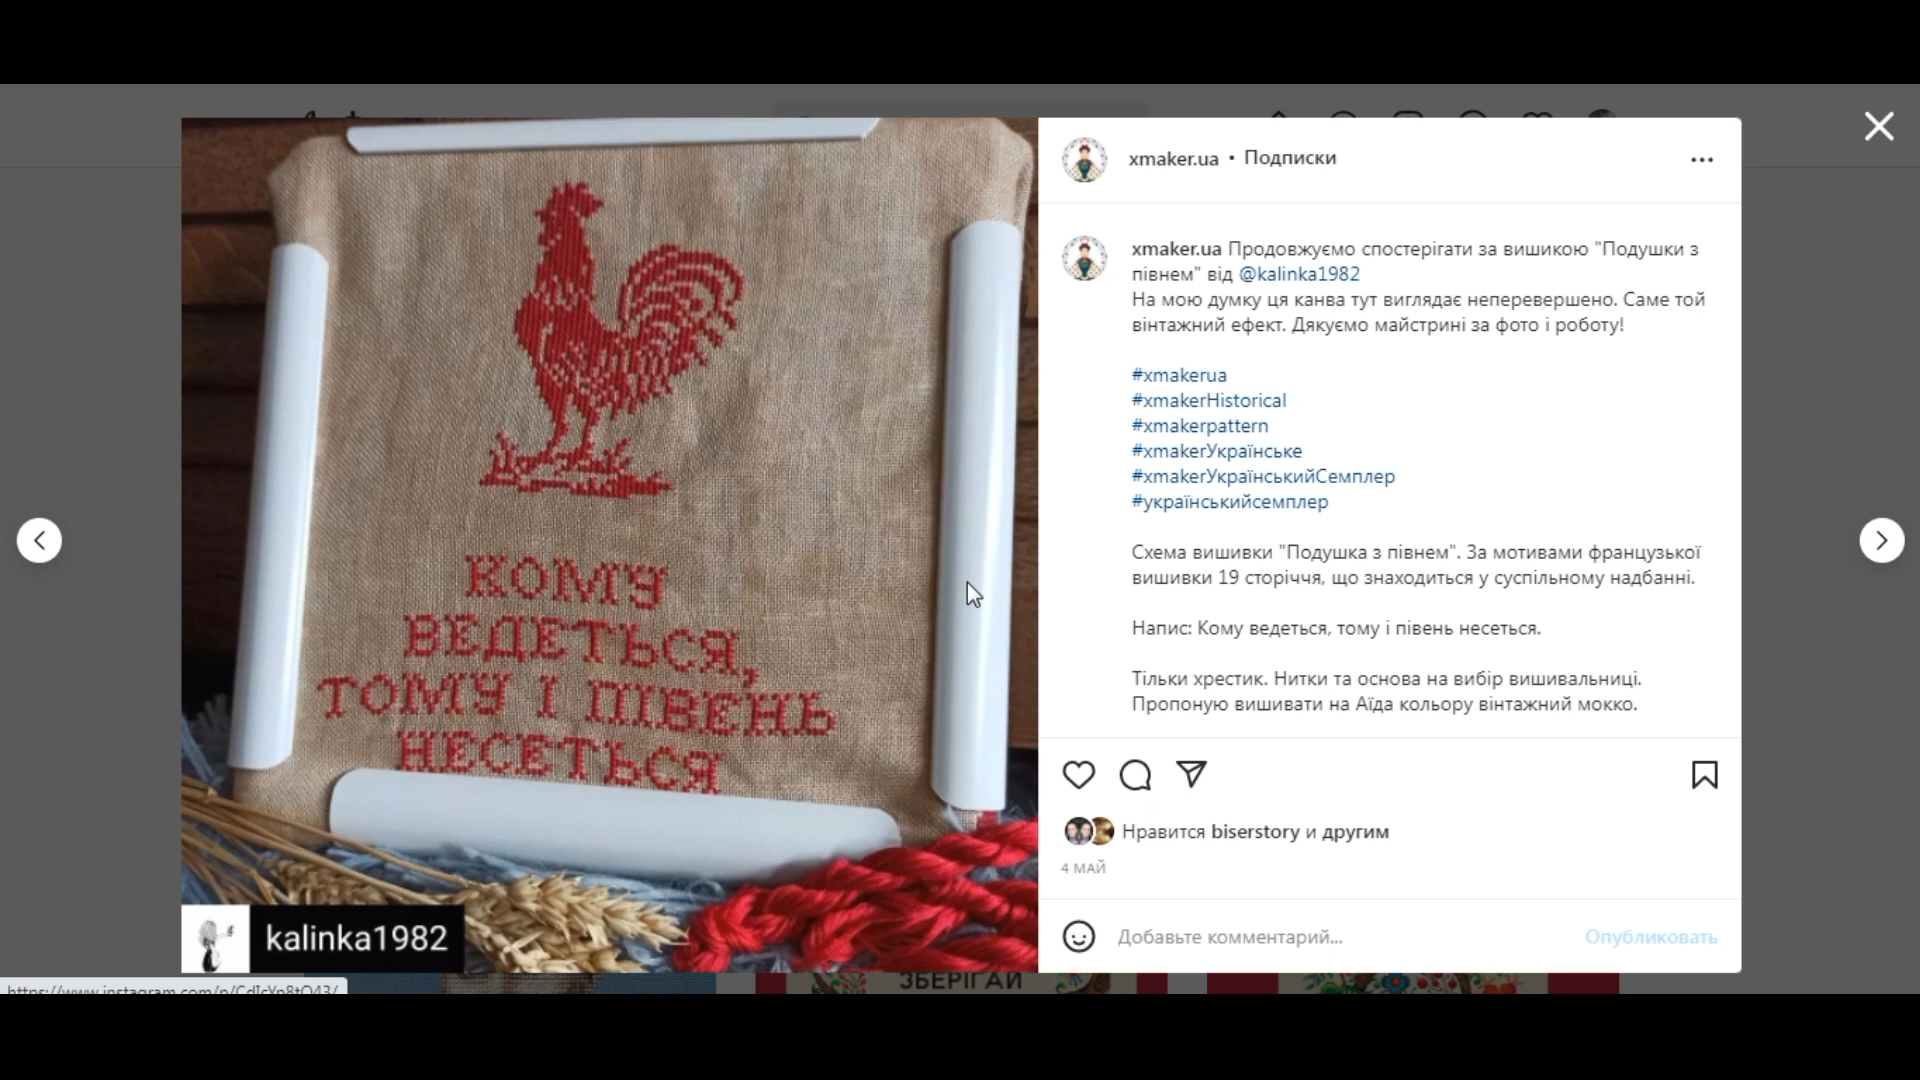 КОМУ
ВЕДЕТЬСЯ,
ТОМУ І ПІВЕНЬ
НЕСЕТЬСЯ
kalinka1982
xmaker.ua • Подписки
xmaker.ua Продовжуємо спостерігати за вишикою "Подушки з
півнем" від @kalinka1982
На мою думку ця канва тут виглядає неперевершено. Саме той
вінтажний ефект. Дякуємо майстрині за фото і роботу!
#xmakerua
#xmakerHistorical
#xmakerpattern
#xmakerУкраїнське
#xmakerУкраїнськийСемплер
#українськийсемплер
Схема вишивки "Подушка з півнем". За мотивами французької
вишивки 19 сторіччя, що знаходиться у суспільному надбанні.
Напис: Кому ведеться, тому і півень несеться.
Тільки хрестик. Нитки та основа на вибір вишивальниці.
Пропоную вишивати на Аїда кольору вінтажний мокко.
Нравится biserstory и другим
4 МАЙ
Добавьте комментарий...
Опубликовать
ЗБЕРІГАЙ